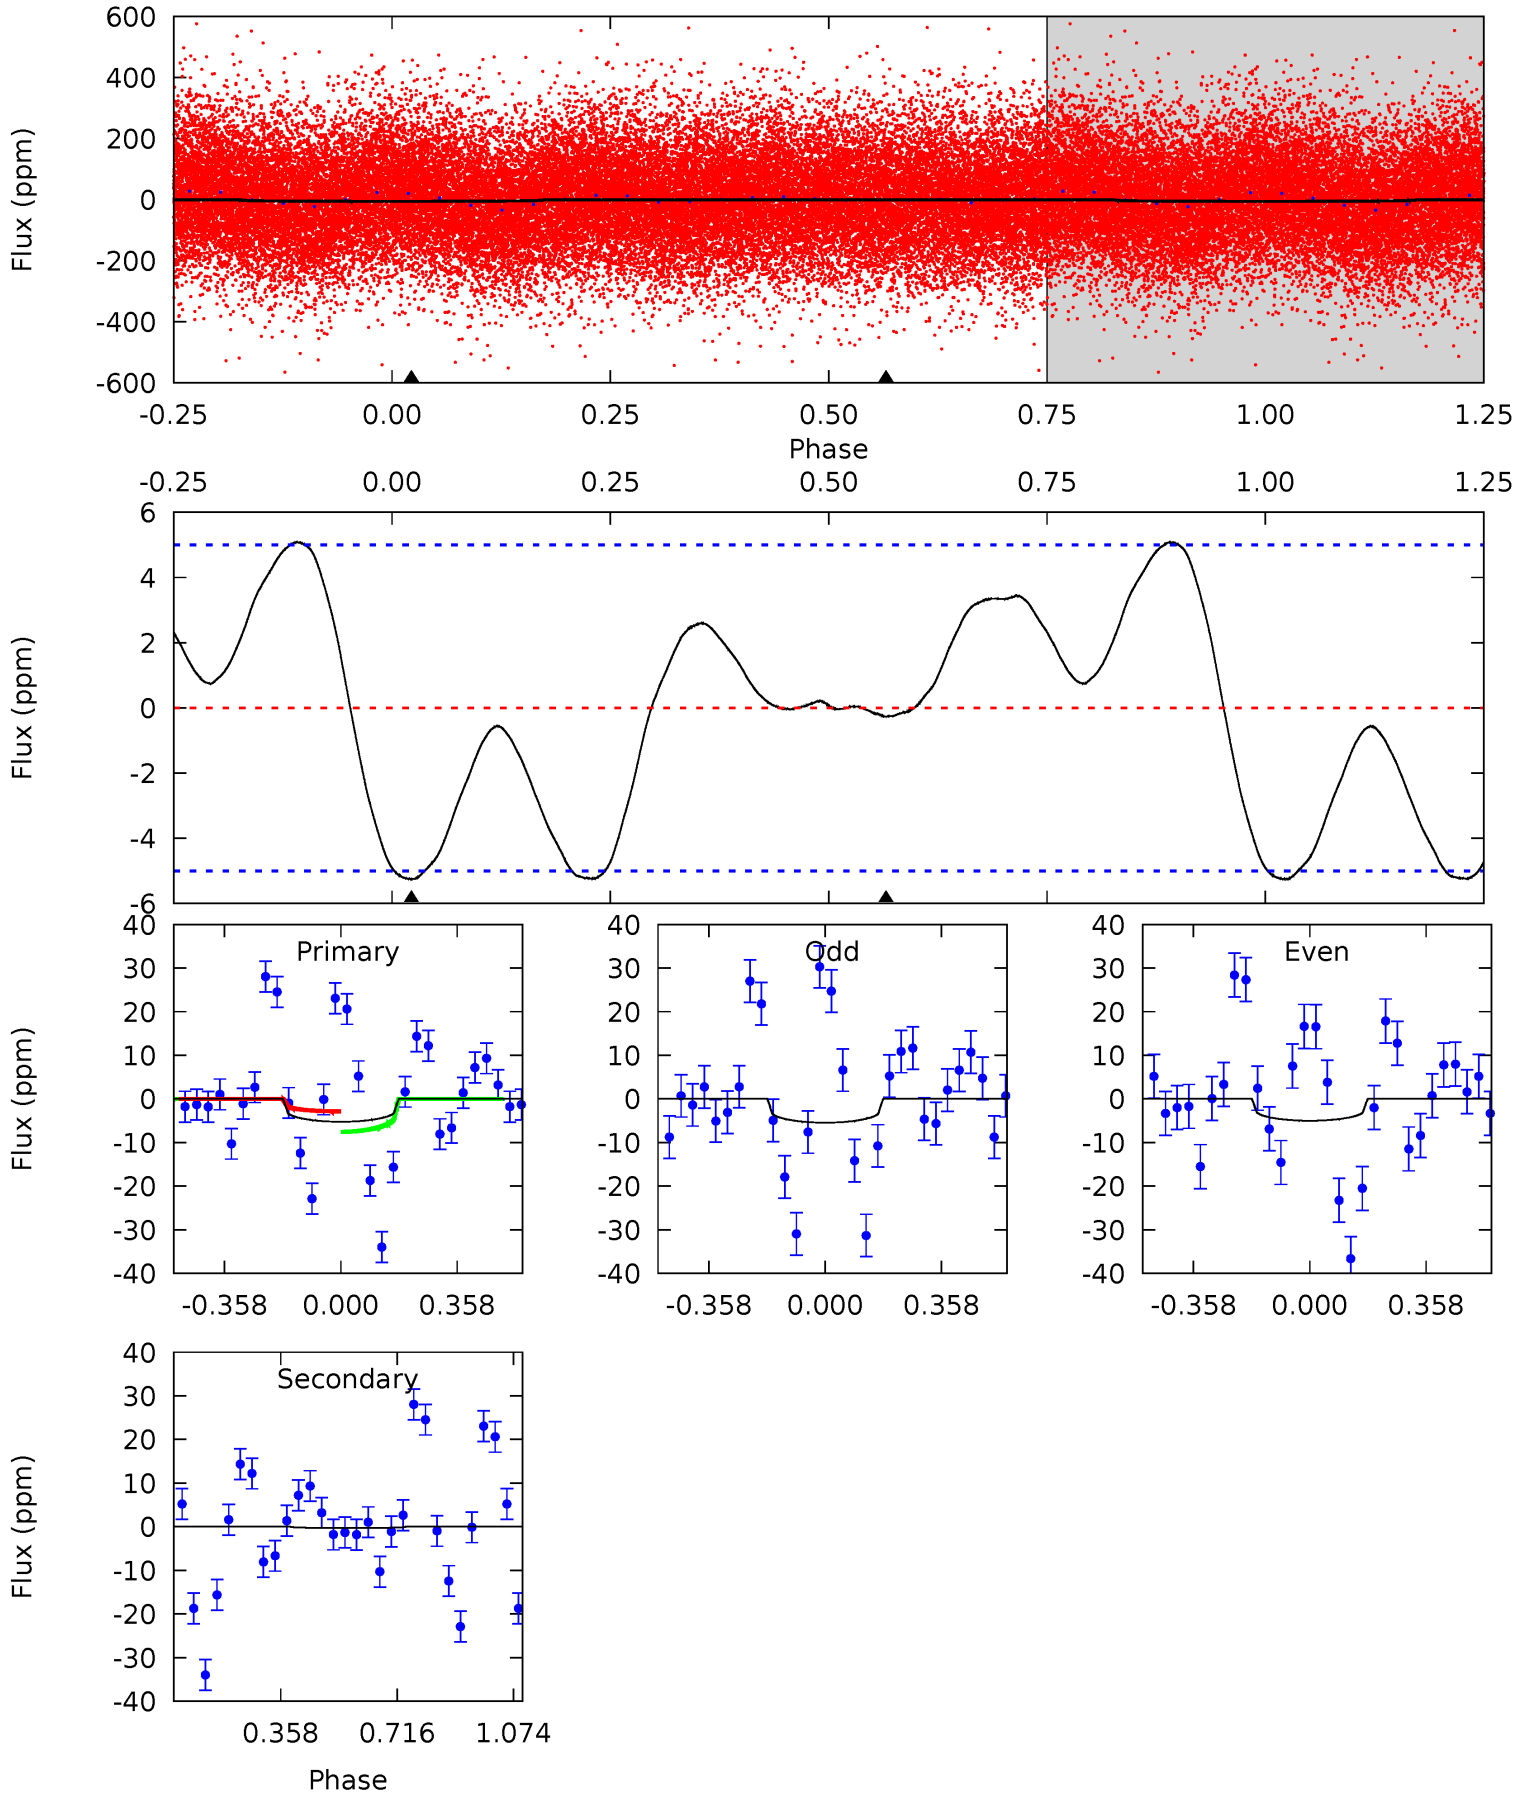 600
400
200
0
-200
-400
-600
Flux (ppm)
-0.25 0.00 0.25 0.50 0.75 1.00 1.25
Phase
-0.25 0.00 0.25 0.50 0.75 1.00 1.25
6
4
2
0
-2
-4
-6
Flux (ppm)
Primary Odd Even
40 40 40
30 30 30
20 20 20
10 10 10
0 0 0
-10 -10 -10
-20 -20 -20
-30 -30 -30
-40 -40 -40
Flux (ppm)
-0.358 0.000 0.358 -0.358 0.000 0.358 -0.358 0.000 0.358
Secondary
40
30
20
10
0
-10
-20
-30
-40
Flux (ppm)
0.358 0.716 1.074
Phase